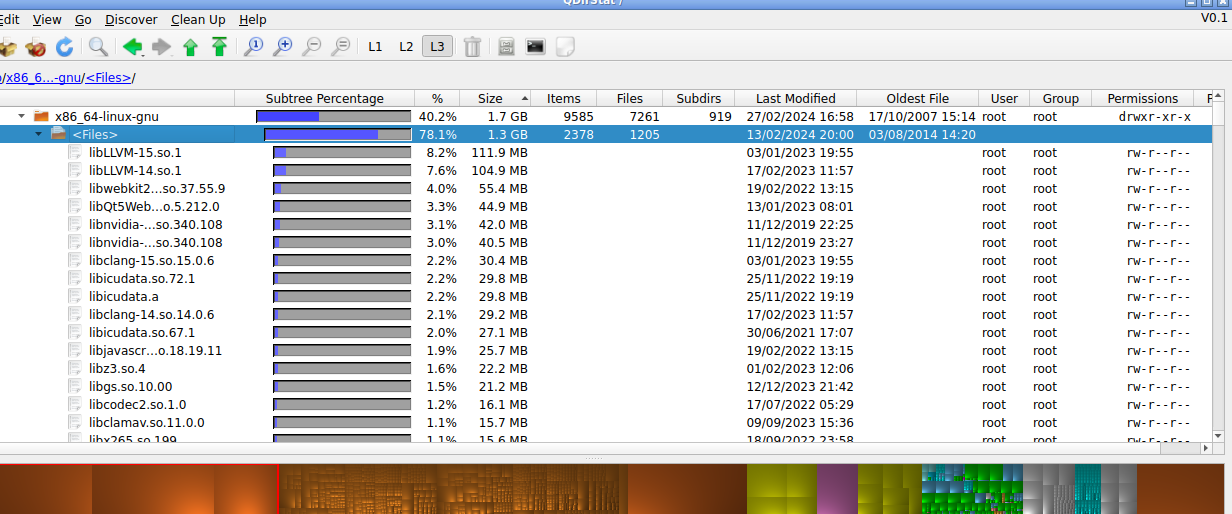 QDirStat /
Edit View Go Discover Clean Up Help V0.1
L1 L2 L3
/x86_6...-gnu/<Files>/
Subtree Percentage % Size Items Files Subdirs Last Modified Oldest File User Group Permissions
x86_64-linux-gnu 40.2% 1.7 GB 9585 7261 919 27/02/2024 16:58 17/10/2007 15:14 drwxr-xr-x
<Files> 78.1% 1.3 GB 2378 1205 13/02/2024 20:00 03/08/2014 14:20
libLLVM-15.so.1 8.2% 111.9 MB 03/01/2023 19:55 root root rw-r--r--
libLLVM-14.so.1 7.6% 104.9 MB 17/02/2023 11:57 root root rw-r--r--
libwebkit2...so.37.55.9 4.0% 55.4 MB 19/02/2022 13:15 root root rw-r--r--
libQt5Web...o.5.212.0 3.3% 44.9 MB 13/01/2023 08:01 root root rw-r--r--
libnvidia-...so.340.108 3.1% 42.0 MB 11/12/2019 22:25 root root rw-r--r--
libnvidia-...so.340.108 3.0% 40.5 MB 11/12/2019 23:27 root root rw-r--r--
libclang-15.so.15.0.6 2.2% 30.4 MB 03/01/2023 19:55 root root rw-r--r--
libicudata.so.72.1 2.2% 29.8 MB 25/11/2022 19:19 root root rw-r--r--
libicudata.a 2.2% 29.8 MB 25/11/2022 19:19 root root rw-r--r--
libclang-14.so.14.0.6 2.1% 29.2 MB 17/02/2023 11:57 root root rw-r--r--
libicudata.so.67.1 2.0% 27.1 MB 30/06/2021 17:07 root root rw-r--r--
libjavascr...o.18.19.11 1.9% 25.7 MB 19/02/2022 13:15 root root rw-r--r--
libz3.so.4 1.6% 22.2 MB 01/02/2023 12:06 root root rw-r--r--
libgs.so.10.00 1.5% 21.2 MB 12/12/2023 21:42 root root rw-r--r--
libcodec2.so.1.0 1.2% 16.1 MB 17/07/2022 05:29 root root rw-r--r--
libclamav.so.11.0.0 1.1% 15.7 MB 09/09/2023 15:36 root root rw-r--r--
libx265.so.199 1.1% 15.6 MB 18/09/2022 23:58 root root rw-r--r--